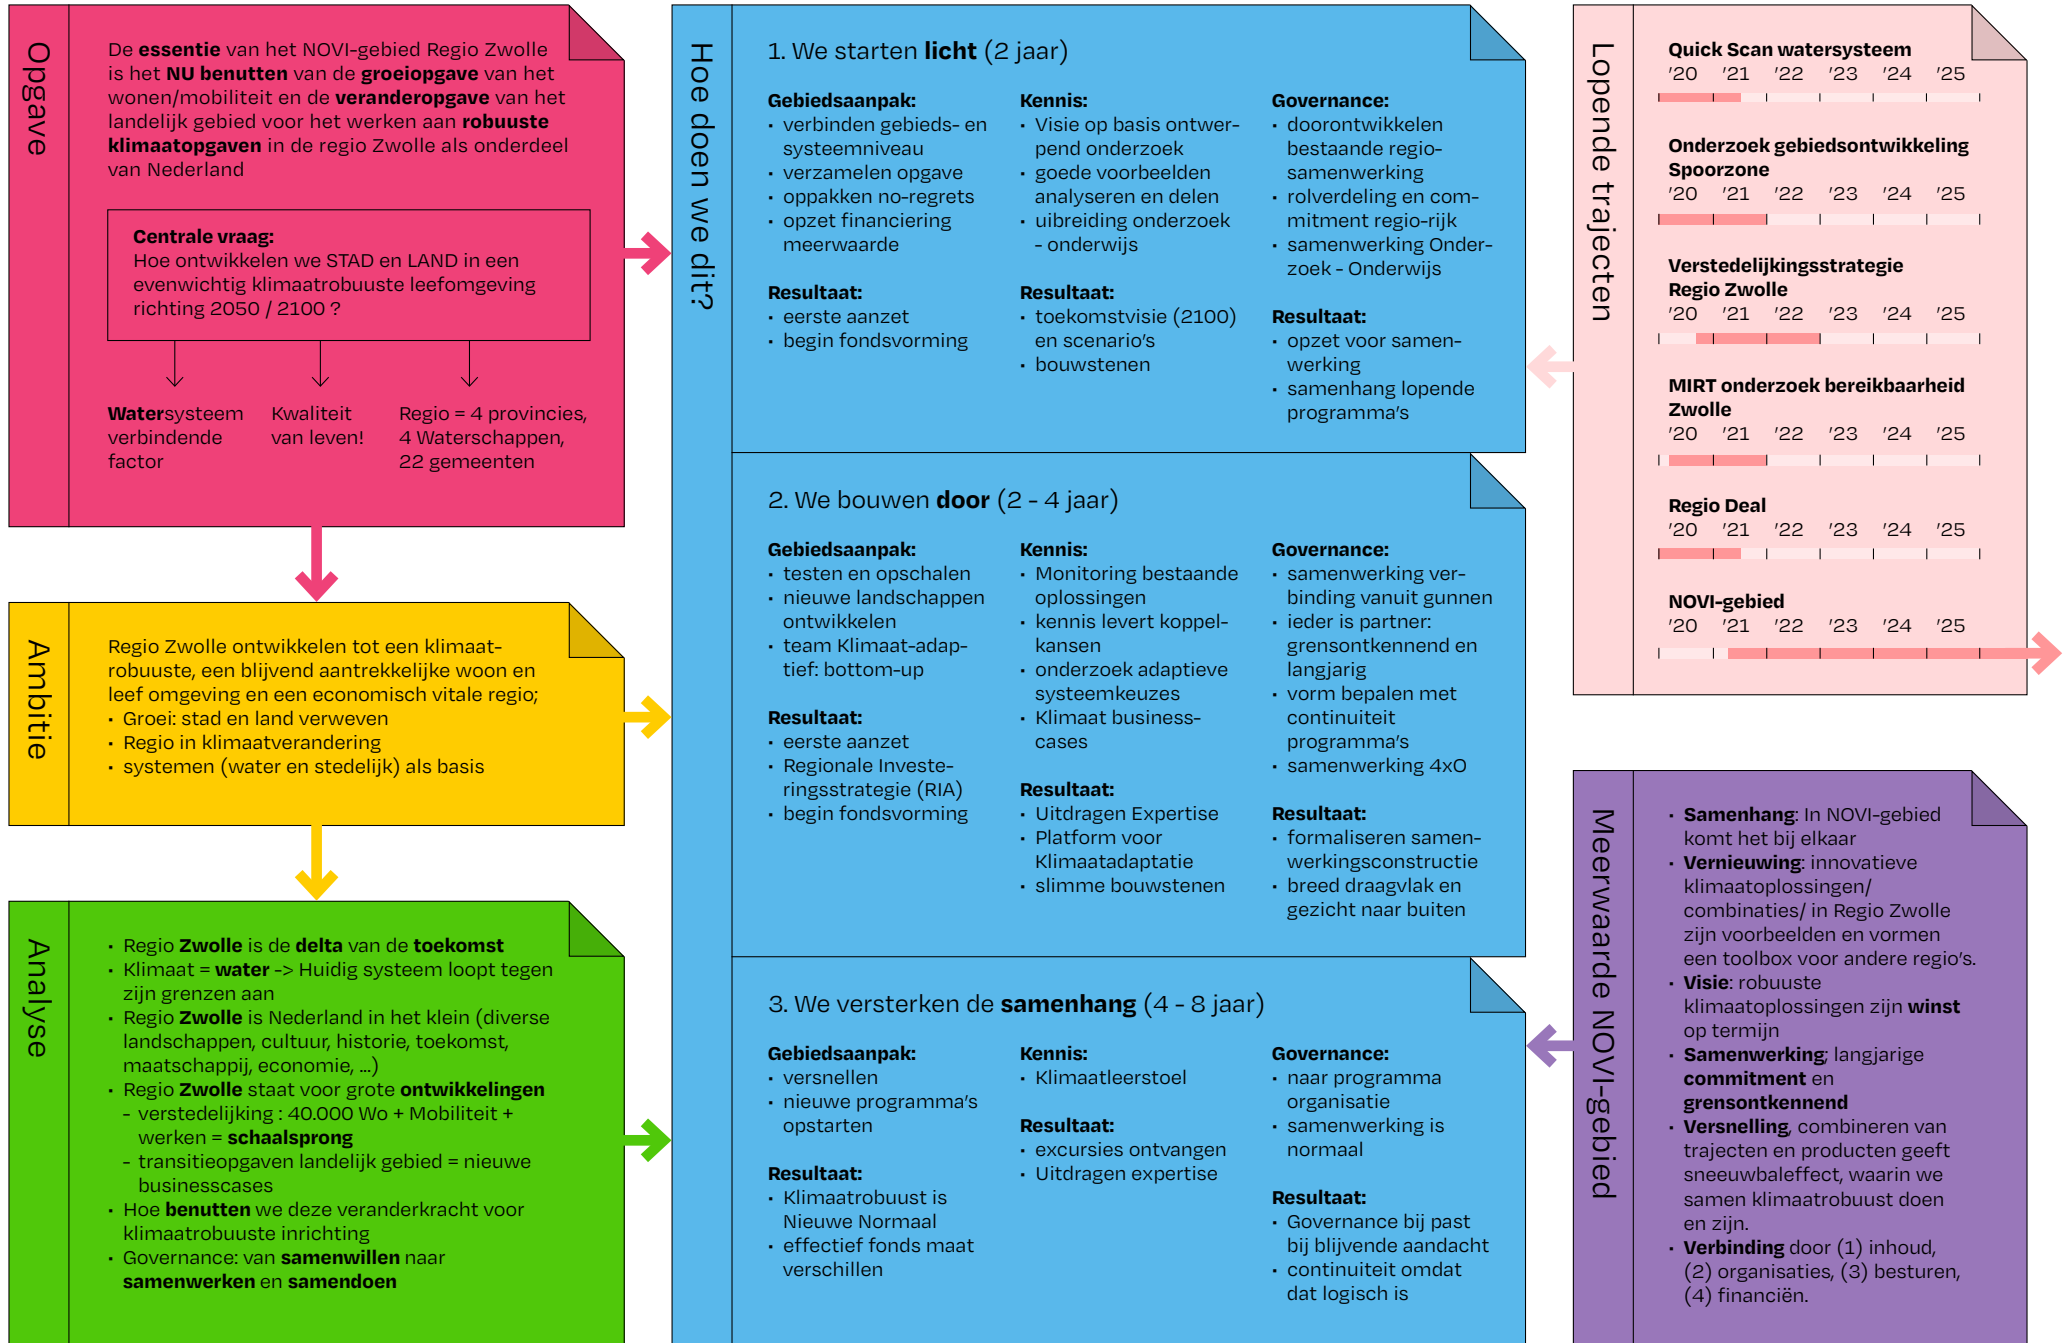 Opgave
De essentie van het NOVI-gebied Regio Zwolle
is het NU benutten van de groeiopgave van het
wonen/mobiliteit en de veranderopgave van het
landelijk gebied voor het werken aan robuuste
klimaatopgaven in de regio Zwolle als onderdeel
van Nederland
Centrale vraag:
Hoe ontwikkelen we STAD en LAND in een
evenwichtig klimaatrobuuste leefomgeving
richting 2050 / 2100 ?
Watersysteem
verbindende
factor
Kwaliteit
van leven!
Regio = 4 provincies,
4 Waterschappen,
22 gemeenten
Ambitie
Regio Zwolle ontwikkelen tot een klimaat-
robuuste, een blijvend aantrekkelijke woon en
leef omgeving en een economisch vitale regio;
· Groei: stad en land verweven
· Regio in klimaatverandering
· systemen (water en stedelijk) als basis
Analyse
· Regio Zwolle is de delta van de toekomst
· Klimaat = water -> Huidig systeem loopt tegen
zijn grenzen aan
· Regio Zwolle is Nederland in het klein (diverse
landschappen, cultuur, historie, toekomst,
maatschappij, economie, ...)
· Regio Zwolle staat voor grote ontwikkelingen
- verstedelijking : 40.000 Wo + Mobiliteit +
werken = schaalsprong
- transitieopgaven landelijk gebied = nieuwe
businesscases
· Hoe benutten we deze veranderkracht voor
klimaatrobuuste inrichting
· Governance: van samenwillen naar
samenwerken en samendoen
Hoe doen we dit?
1. We starten licht (2 jaar)
Gebiedsaanpak:
· verbinden gebieds- en
systeemniveau
· verzamelen opgave
· oppakken no-regrets
· opzet financiering
meerwaarde
Resultaat:
· eerste aanzet
· begin fondsvorming
Kennis:
· Visie op basis ontwer-
pend onderzoek
· goede voorbeelden
analyseren en delen
· uibreiding onderzoek
- onderwijs
Resultaat:
· toekomstvisie (2100)
en scenario's
· bouwstenen
Governance:
· doorontwikkelen
bestaande regio-
samenwerking
· rolverdeling en com-
mitment regio-rijk
· samenwerking Onder-
zoek - Onderwijs
Resultaat:
· opzet voor samen-
werking
· samenhang lopende
programma's
2. We bouwen door (2 - 4 jaar)
Gebiedsaanpak:
· testen en opschalen
· nieuwe landschappen
ontwikkelen
· team Klimaat-adap-
tief: bottom-up
Resultaat:
· eerste aanzet
· Regionale Investe-
ringsstrategie (RIA)
· begin fondsvorming
Kennis:
· Monitoring bestaande
oplossingen
· kennis levert koppel-
kansen
· onderzoek adaptieve
systeemkeuzes
· Klimaat business-
cases
Resultaat:
· Uitdragen Expertise
· Platform voor
Klimaatadaptatie
· slimme bouwstenen
Governance:
· samenwerking ver-
binding vanuit gunnen
· ieder is partner:
grensontkennend en
langjarig
· vorm bepalen met
continuiteit
programma's
· samenwerking 4xO
Resultaat:
· formaliseren samen-
werkingsconstructie
· breed draagvlak en
gezicht naar buiten
3. We versterken de samenhang (4 - 8 jaar)
Gebiedsaanpak:
· versnellen
· nieuwe programma's
opstarten
Resultaat:
· Klimaatrobuust is
Nieuwe Normaal
· effectief fonds maat
verschillen
Kennis:
· Klimaatleerstoel
Resultaat:
· excursies ontvangen
· Uitdragen expertise
Governance:
· naar programma
organisatie
· samenwerking is
normaal
Resultaat:
· Governance bij past
bij blijvende aandacht
· continuiteit omdat
dat logisch is
Lopende trajecten
Quick Scan watersysteem
'20 '21 '22 '23 '24 '25
Onderzoek gebiedsontwikkeling
Spoorzone
'20 '21 '22 '23 '24 '25
Verstedelijkingsstrategie
Regio Zwolle
'20 '21 '22 '23 '24 '25
MIRT onderzoek bereikbaarheid
Zwolle
'20 '21 '22 '23 '24 '25
Regio Deal
'20 '21 '22 '23 '24 '25
NOVI-gebied
'20 '21 '22 '23 '24 '25
Meerwaarde NOVI-gebied
· Samenhang: In NOVI-gebied
komt het bij elkaar
· Vernieuwing: innovatieve
klimaatoplossingen/
combinaties/ in Regio Zwolle
zijn voorbeelden en vormen
een toolbox voor andere regio's.
· Visie: robuuste
klimaatoplossingen zijn winst
op termijn
· Samenwerking; langjarige
commitment en
grensontkennend
· Versnelling, combineren van
trajecten en producten geeft
sneeuwbaleffect, waarin we
samen klimaatrobuust doen
en zijn.
· Verbinding door (1) inhoud,
(2) organisaties, (3) besturen,
(4) financiën.